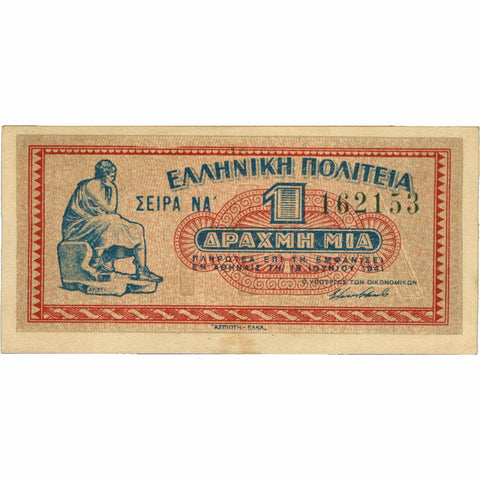 ΕΛΛΗΝΙΚΗ ΠΟΛΙΤΕΙΑ
ΣΕΙΡΑ ΝΑ' 1 162153
ΔΡΑΧΜΗ ΜΙΑ
ΠΛΗΡΩΤΕΑ ΕΠΙ ΤΗ ΕΜΦΑΝΙΣΕΙ
ΕΝ ΑΘΗΝΑΙΣ ΤΗ 18 ΙΟΥΝΙΟΥ 1941
Ο ΥΠΟΥΡΓΟΣ ΤΩΝ ΟΙΚΟΝΟΜΙΚΩΝ
"ΑΣΠΙΩΤΗ-ΕΛΚΑ"